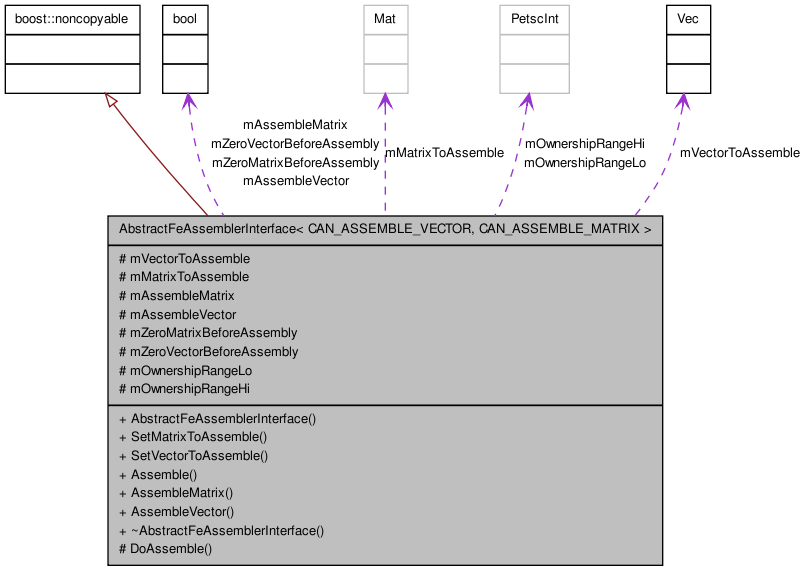 boost::noncopyable
bool
Mat
PetscInt
Vec
mAssembleMatrix
mZeroVectorBeforeAssembly
mZeroMatrixBeforeAssembly
mAssembleVector
mMatrixToAssemble
mOwnershipRangeHi
mOwnershipRangeLo
mVectorToAssemble
AbstractFeAssemblerInterface< CAN_ASSEMBLE_VECTOR, CAN_ASSEMBLE_MATRIX >
# mVectorToAssemble
# mMatrixToAssemble
# mAssembleMatrix
# mAssembleVector
# mZeroMatrixBeforeAssembly
# mZeroVectorBeforeAssembly
# mOwnershipRangeLo
# mOwnershipRangeHi
+ AbstractFeAssemblerInterface()
+ SetMatrixToAssemble()
+ SetVectorToAssemble()
+ Assemble()
+ AssembleMatrix()
+ AssembleVector()
+ ~AbstractFeAssemblerInterface()
# DoAssemble()